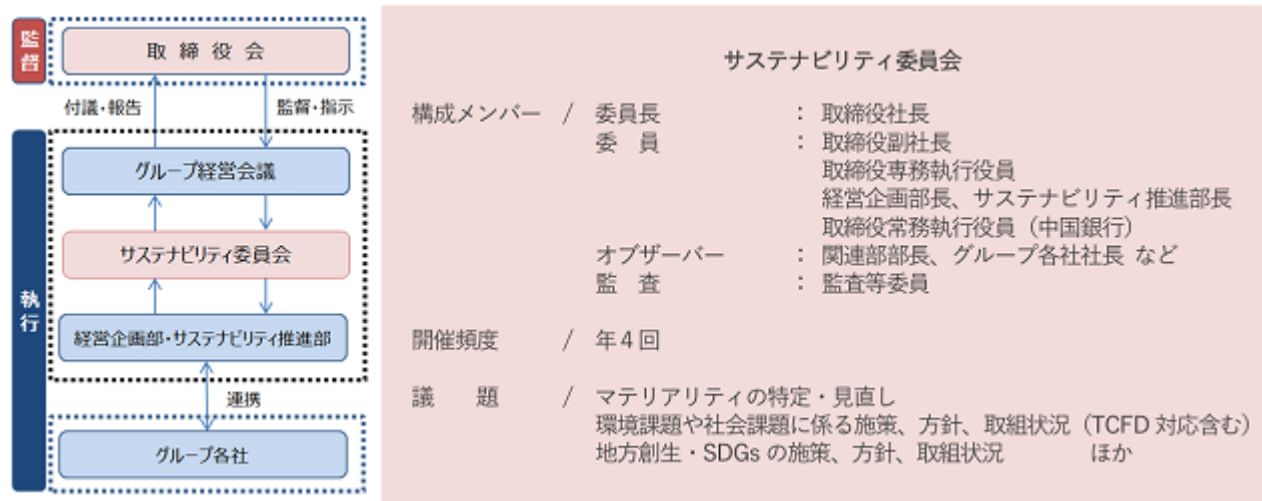 監督
取締役会
付議・報告
監督・指示
執行
グループ経営会議
サステナビリティ委員会
経営企画部・サステナビリティ推進部
連携
グループ各社
サステナビリティ委員会
構成メンバー / 委員長 : 取締役社長
委 員 : 取締役副社長
取締役専務執行役員
経営企画部長、サステナビリティ推進部長
取締役常務執行役員（中国銀行）
オブザーバー : 関連部部長、グループ各社社長 など
監 査 : 監査等委員
開催頻度 / 年４回
議 題 / マテリアリティの特定・見直し
環境課題や社会課題に係る施策、方針、取組状況（TCFD 対応含む）
地方創生・SDGs の施策、方針、取組状況 ほか